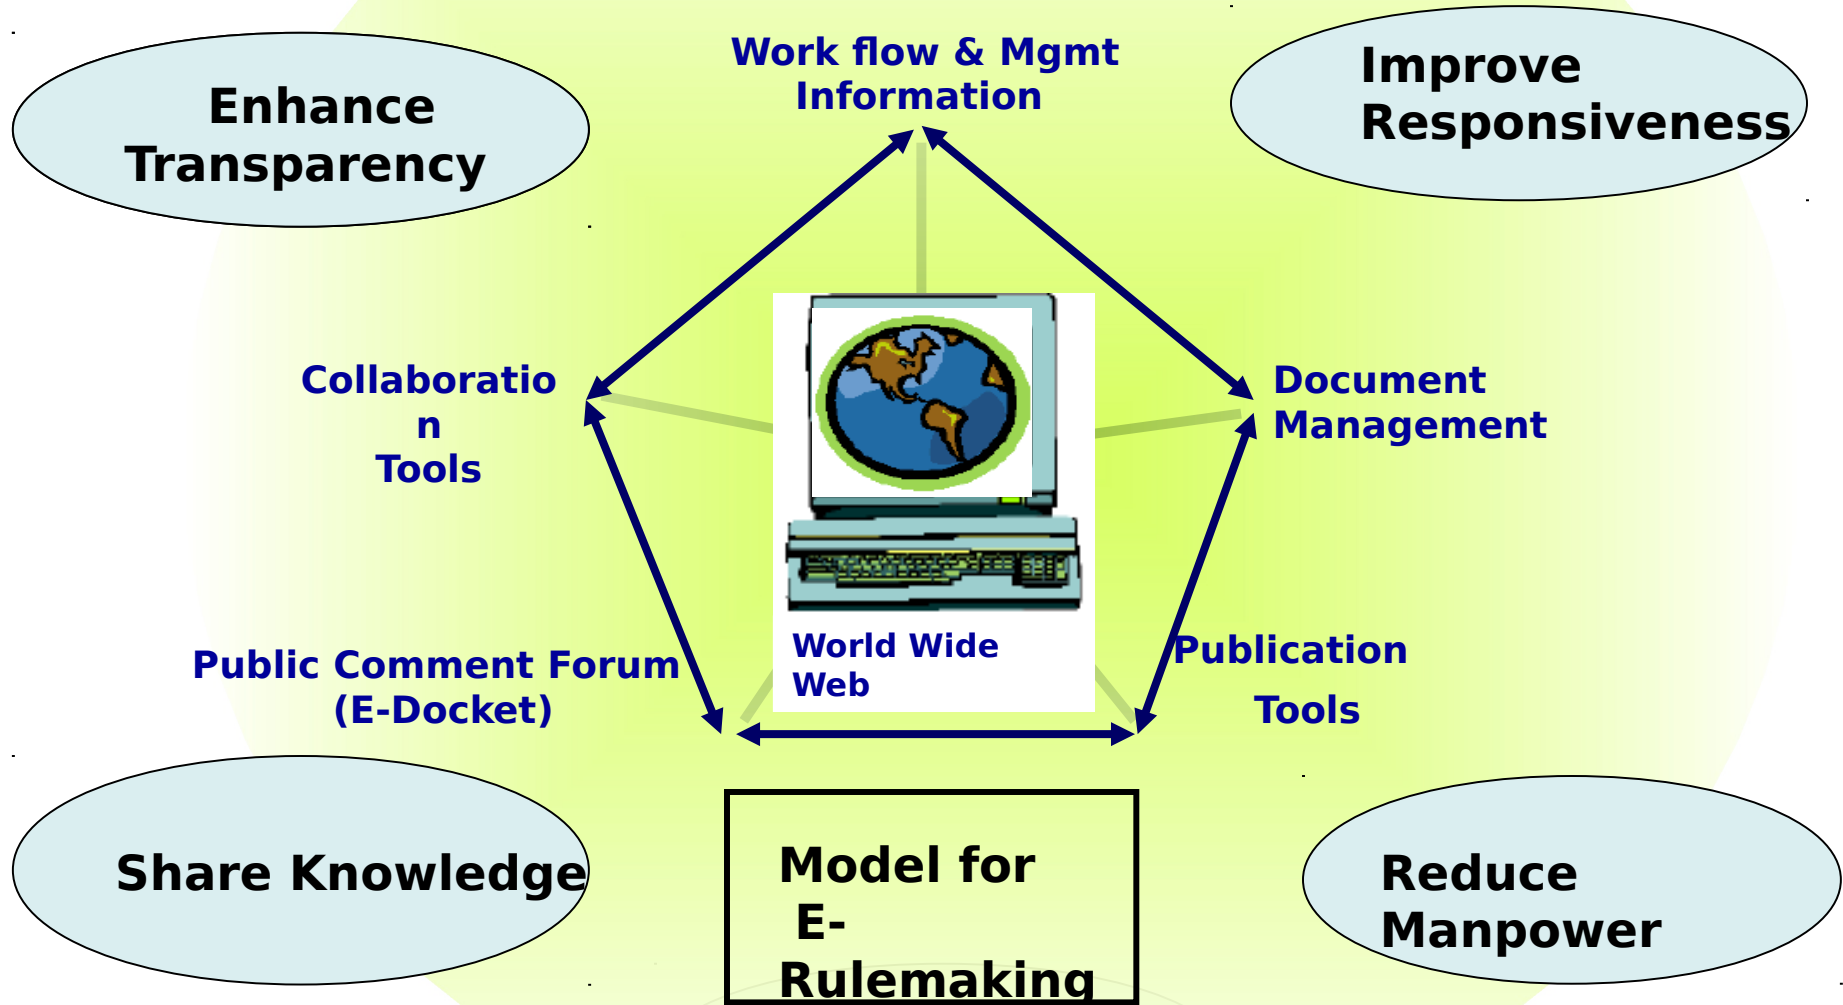 Enhance
Transparency
Work flow & Mgmt
Information
Improve
Responsiveness
Collaboratio
n
Tools
Document
Management
World Wide
Web
Public Comment Forum
(E-Docket)
Publication
Tools
Share Knowledge
Model for
E-
Rulemaking
Reduce
Manpower